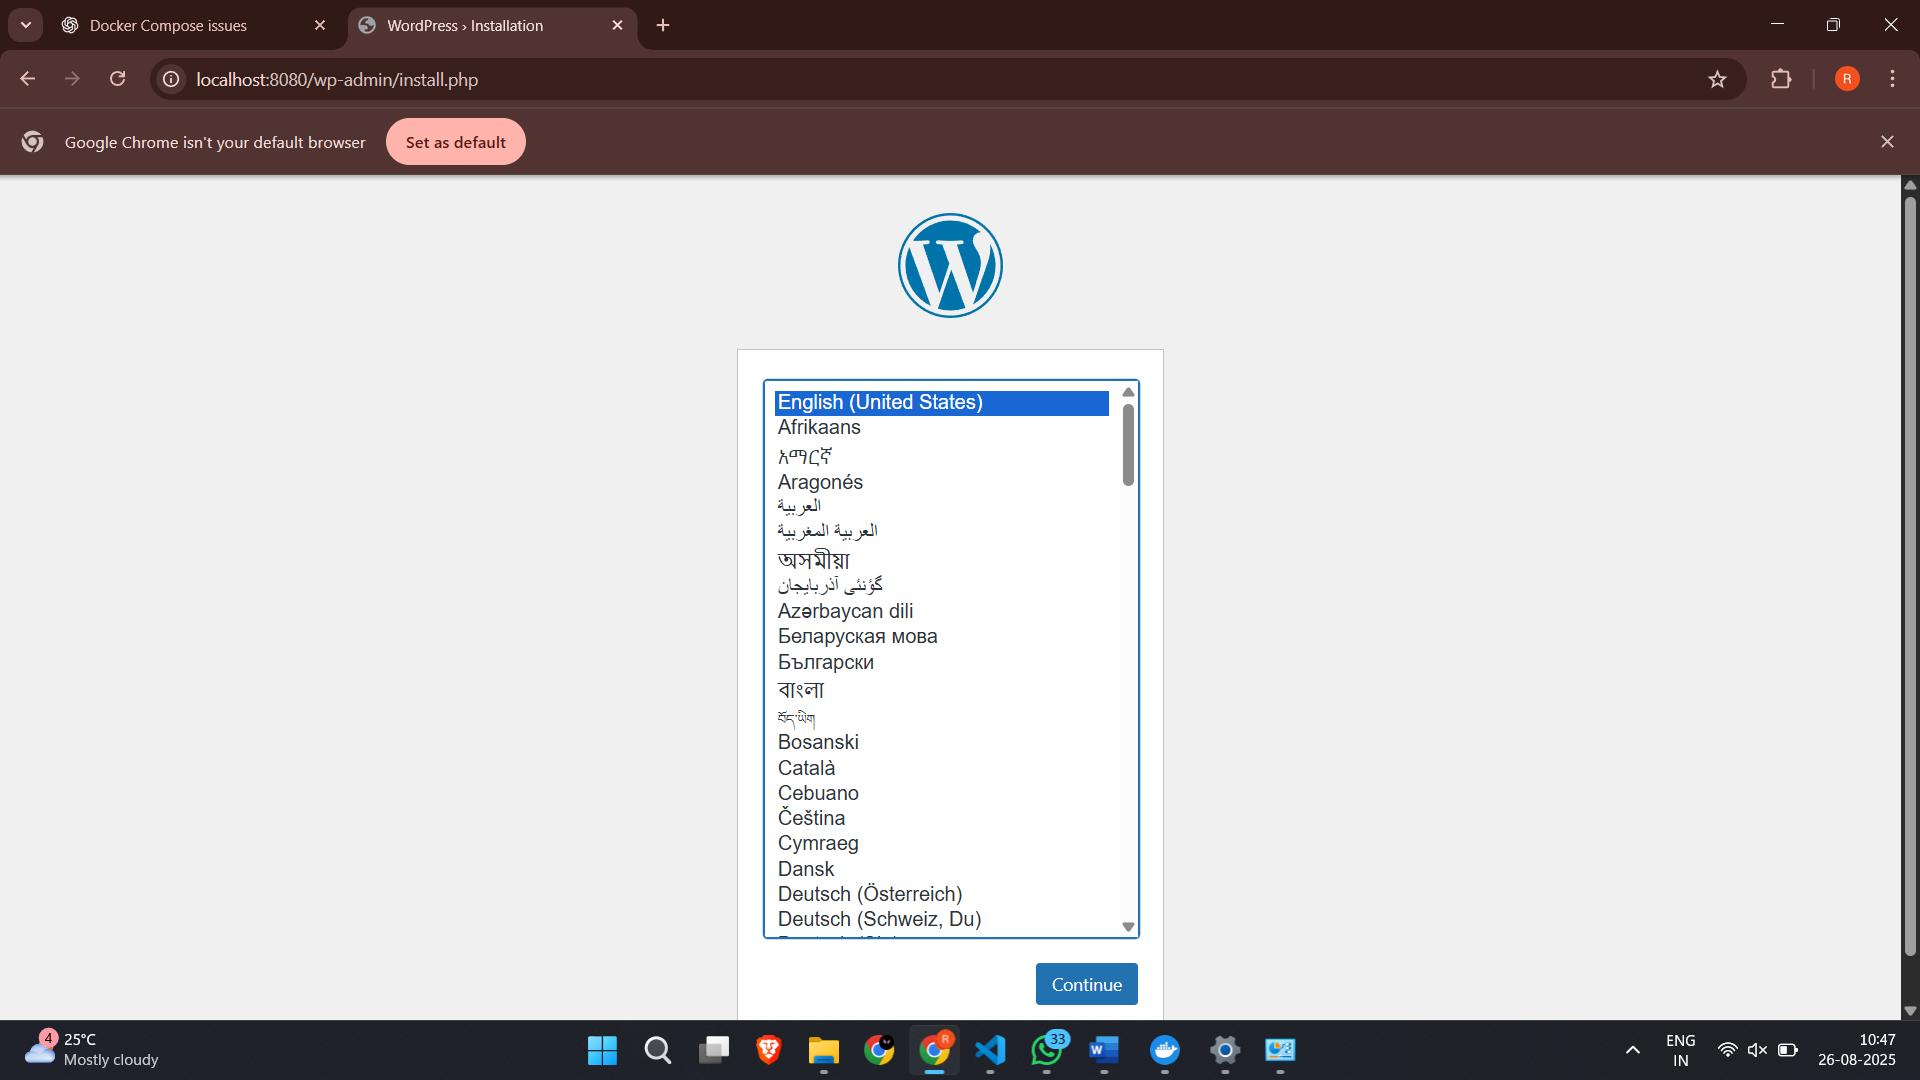 Docker Compose issues
WordPress › Installation
localhost:8080/wp-admin/install.php
R
Google Chrome isn't your default browser
Set as default
English (United States)
Afrikaans
አማርኛ
Aragonés
العربية
العربية المغربية
অসমীয়া
گؤنئی آذربایجان
Azərbaycan dili
Беларуская мова
Български
বাংলা
བོད་ཡིག
Bosanski
Català
Cebuano
Čeština
Cymraeg
Dansk
Deutsch (Österreich)
Deutsch (Schweiz, Du)
Continue
4
25°C
Mostly cloudy
R
33
ENG
IN
10:47
26-08-2025